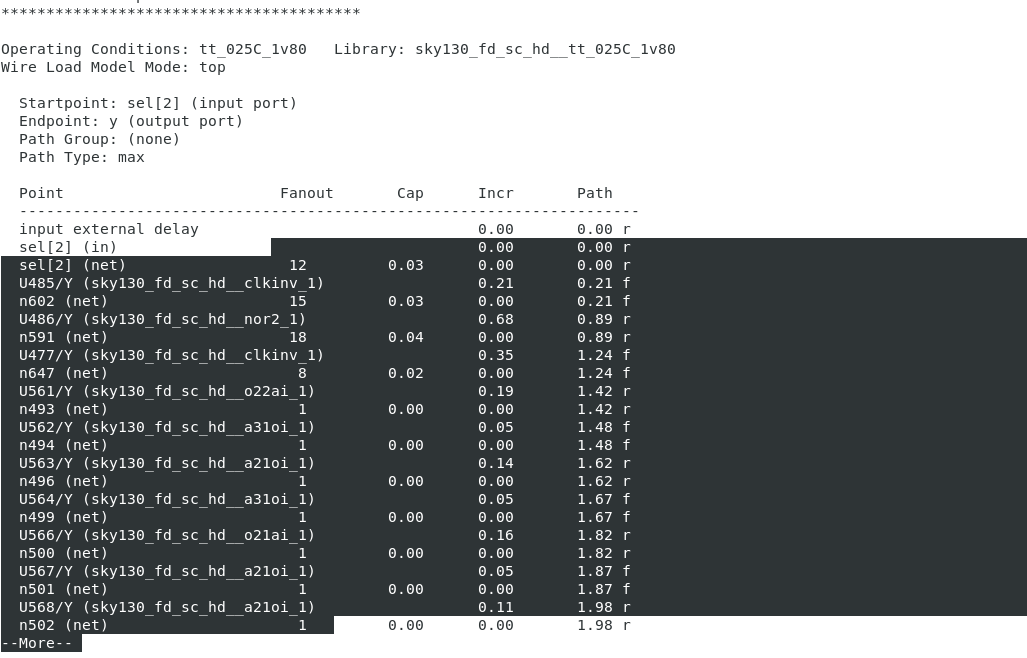 ****************************************
Operating Conditions: tt_025C_1v80   Library: sky130_fd_sc_hd__tt_025C_1v80
Wire Load Model Mode: top
Startpoint: sel[2] (input port)
Endpoint: y (output port)
Path Group: (none)
Path Type: max
Point                        Fanout       Cap      Incr       Path
---------------------------------------------------------------------
input external delay                               0.00       0.00 r
sel[2] (in)                                        0.00       0.00 r
sel[2] (net)                  12         0.03      0.00       0.00 r
U485/Y (sky130_fd_sc_hd__clkinv_1)                 0.21       0.21 f
n602 (net)                    15         0.03      0.00       0.21 f
U486/Y (sky130_fd_sc_hd__nor2_1)                   0.68       0.89 r
n591 (net)                    18         0.04      0.00       0.89 r
U477/Y (sky130_fd_sc_hd__clkinv_1)                 0.35       1.24 f
n647 (net)                     8         0.02      0.00       1.24 f
U561/Y (sky130_fd_sc_hd__o22ai_1)                  0.19       1.42 r
n493 (net)                     1         0.00      0.00       1.42 r
U562/Y (sky130_fd_sc_hd__a31oi_1)                  0.05       1.48 f
n494 (net)                     1         0.00      0.00       1.48 f
U563/Y (sky130_fd_sc_hd__a21oi_1)                  0.14       1.62 r
n496 (net)                     1         0.00      0.00       1.62 r
U564/Y (sky130_fd_sc_hd__a31oi_1)                  0.05       1.67 f
n499 (net)                     1         0.00      0.00       1.67 f
U566/Y (sky130_fd_sc_hd__o21ai_1)                  0.16       1.82 r
n500 (net)                     1         0.00      0.00       1.82 r
U567/Y (sky130_fd_sc_hd__a21oi_1)                  0.05       1.87 f
n501 (net)                     1         0.00      0.00       1.87 f
U568/Y (sky130_fd_sc_hd__a21oi_1)                  0.11       1.98 r
n502 (net)                     1         0.00      0.00       1.98 r
--More--